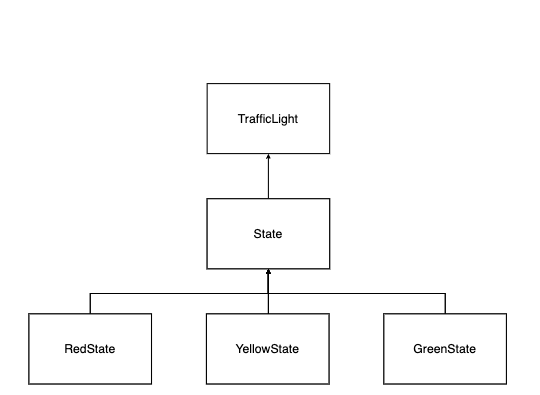 TrafficLight
State
RedState
YellowState
GreenState